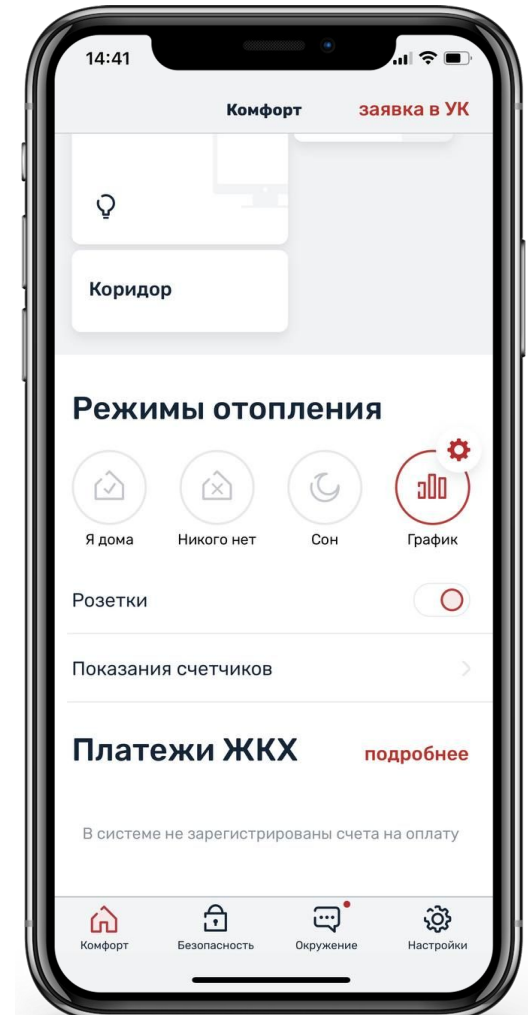 14:41
Комфорт
заявка в УК
Коридор
Режимы отопления
Я дома
Никого нет
Сон
График
Розетки
Показания счетчиков
Платежи ЖКХ
подробнее
В системе не зарегистрированы счета на оплату
Комфорт
Безопасность
Окружение
Настройки